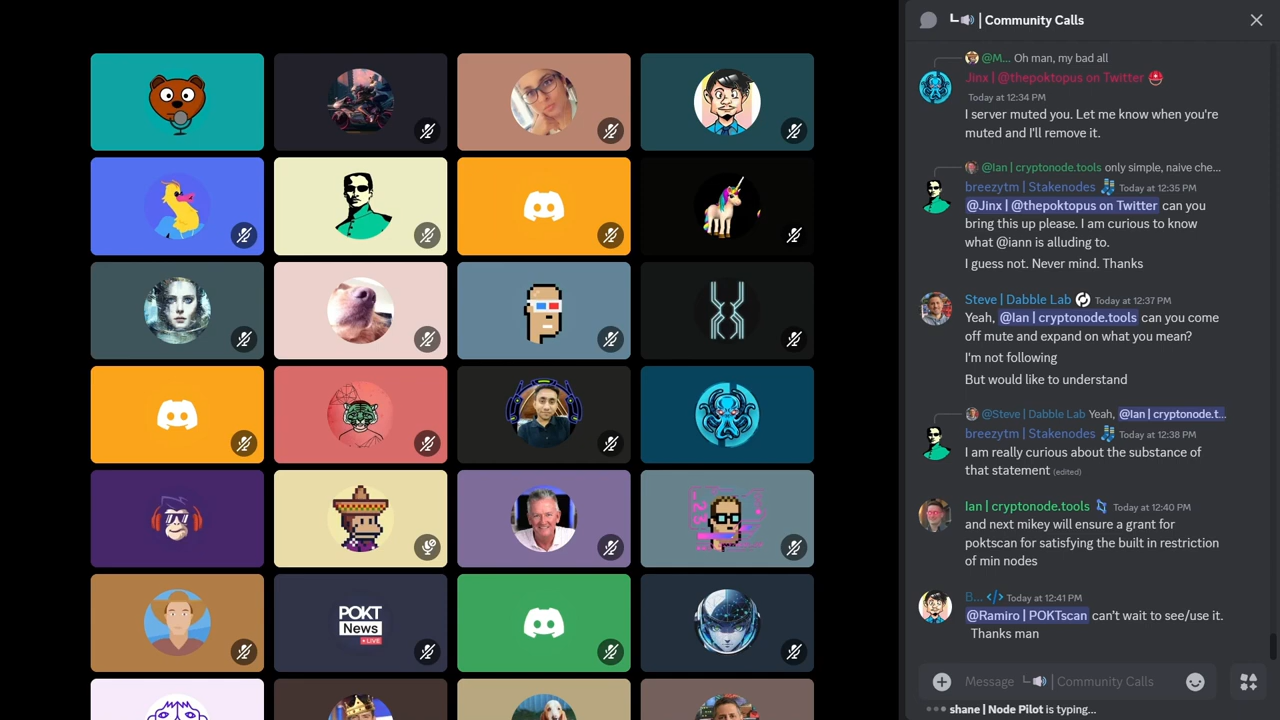 Community Calls
@M... Oh man, my bad all
Jinx | @thepoktopus on Twitter
Today at 12:34 PM
I server muted you. Let me know when you're
muted and I'll remove it.
@Ian | cryptonode.tools only simple, naive che...
breezytm | Stakenodes Today at 12:35 PM
@Jinx | @thepoktopus on Twitter can you
bring this up please. I am curious to know
what @iann is alluding to.
I guess not. Never mind. Thanks
Steve | Dabble Lab Today at 12:37 PM
Yeah, @Ian | cryptonode.tools can you come
off mute and expand on what you mean?
I'm not following
But would like to understand
@Steve | Dabble Lab Yeah, @Ian | cryptonode.t...
breezytm | Stakenodes Today at 12:38 PM
I am really curious about the substance of
that statement (edited)
Ian | cryptonode.tools Today at 12:40 PM
and next mikey will ensure a grant for
poktscan for satisfying the built in restriction
of min nodes
B... </> Today at 12:41 PM
@Ramiro | POKTscan can't wait to see/use it.
Thanks man
Message | Community Calls
shane | Node Pilot is typing...
POKT
News
LIVE